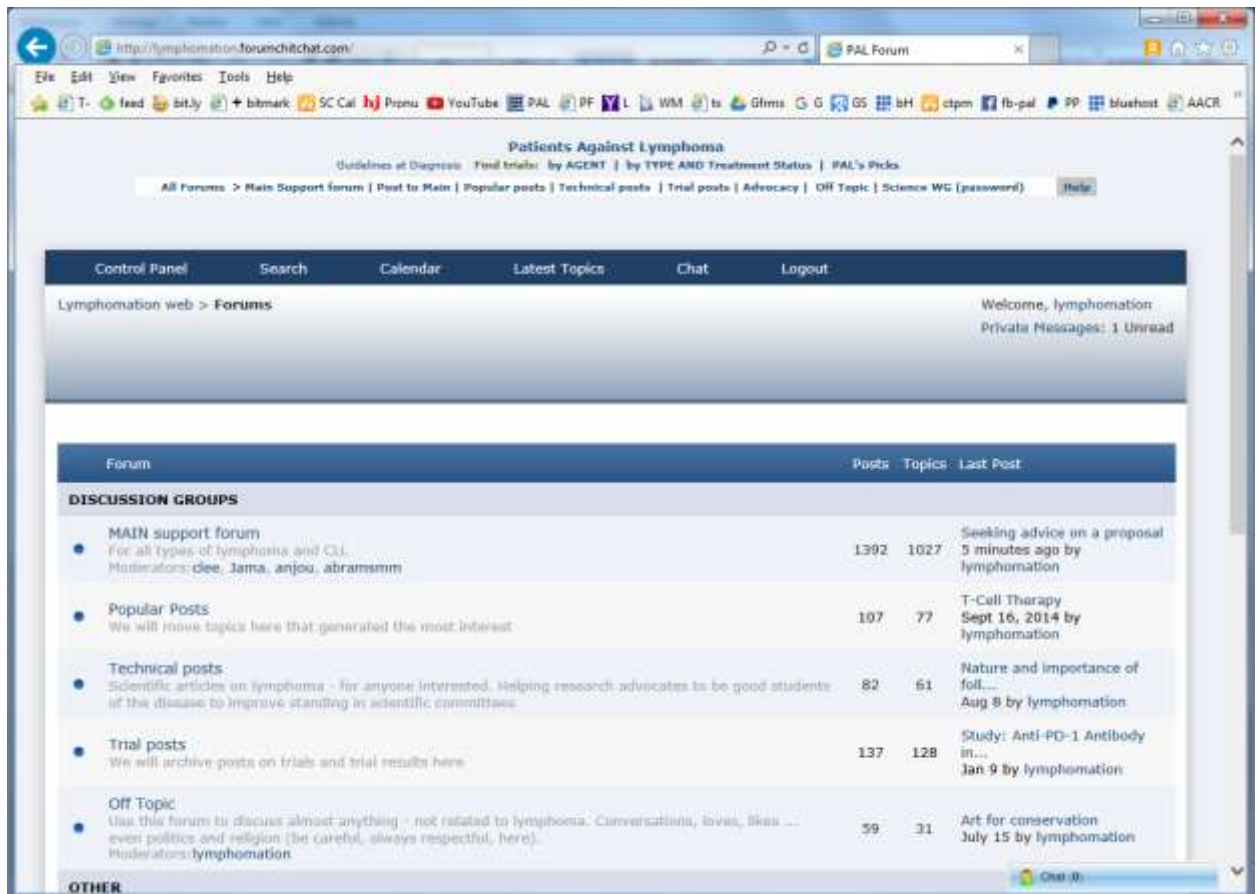 http://lymphomation.forumchitchat.com/
PAL Forum
File Edit View Favorites Tools Help
T- feed bit.ly + bitmark SC Cal Pronu YouTube PAL PF L WM ts Gfrms G G GS bH ctpm fb-pal PP bluehost AACR
Patients Against Lymphoma
Guidelines at Diagnosis Find trials: by AGENT | by TYPE AND Treatment Status | PAL's Picks
All Forums > Main Support forum | Post to Main | Popular posts | Technical posts | Trial posts | Advocacy | Off Topic | Science WG (password) Help
Control Panel Search Calendar Latest Topics Chat Logout
Lymphomation web > Forums
Welcome, lymphomation
Private Messages: 1 Unread
Forum Posts Topics Last Post
DISCUSSION GROUPS
MAIN support forum
For all types of lymphoma and CLL
Moderators: dee, Jama, anjou, abramsmm
1392 1027
Seeking advice on a proposal
5 minutes ago by
lymphomation
Popular Posts
We will move topics here that generated the most interest
107 77
T-Cell Therapy
Sept 16, 2014 by
lymphomation
Technical posts
Scientific articles on lymphoma - for anyone interested. Helping research advocates to be good students
of the disease to improve standing in scientific committees
82 61
Nature and importance of
foll...
Aug 8 by lymphomation
Trial posts
We will archive posts on trials and trial results here
137 128
Study: Anti-PD-1 Antibody
in...
Jan 9 by lymphomation
Off Topic
Use this forum to discuss almost anything - not related to lymphoma. Conversations, loves, likes ...
even politics and religion (be careful, always respectful, here).
Moderators: lymphomation
59 31
Art for conservation
July 15 by lymphomation
OTHER
Chat (0)